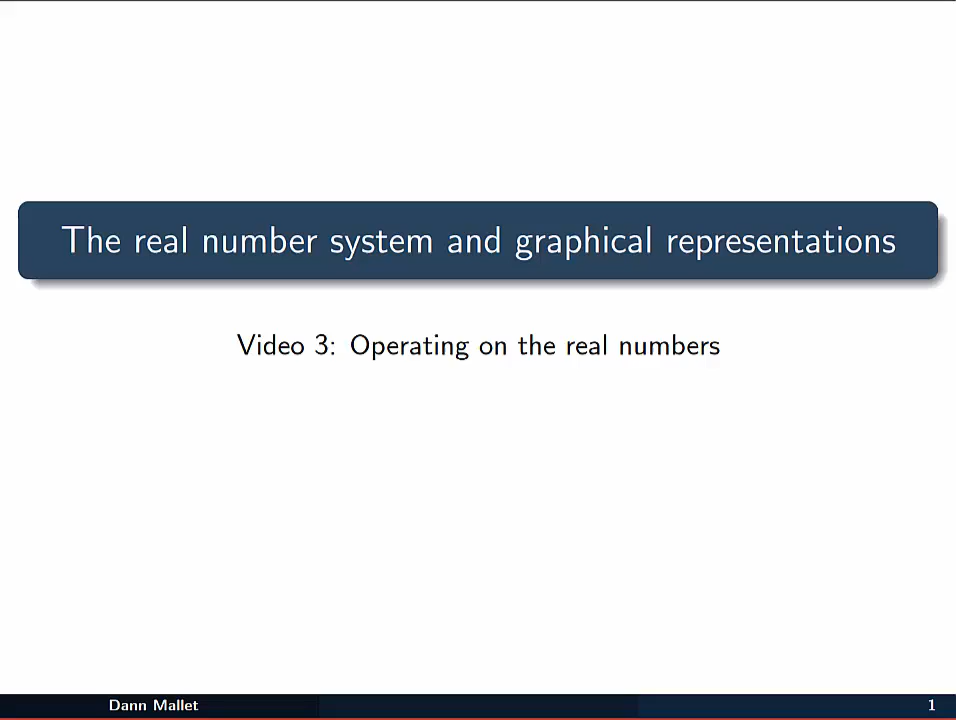 The real number system and graphical representations
Video 3: Operating on the real numbers
Dann Mallet
1